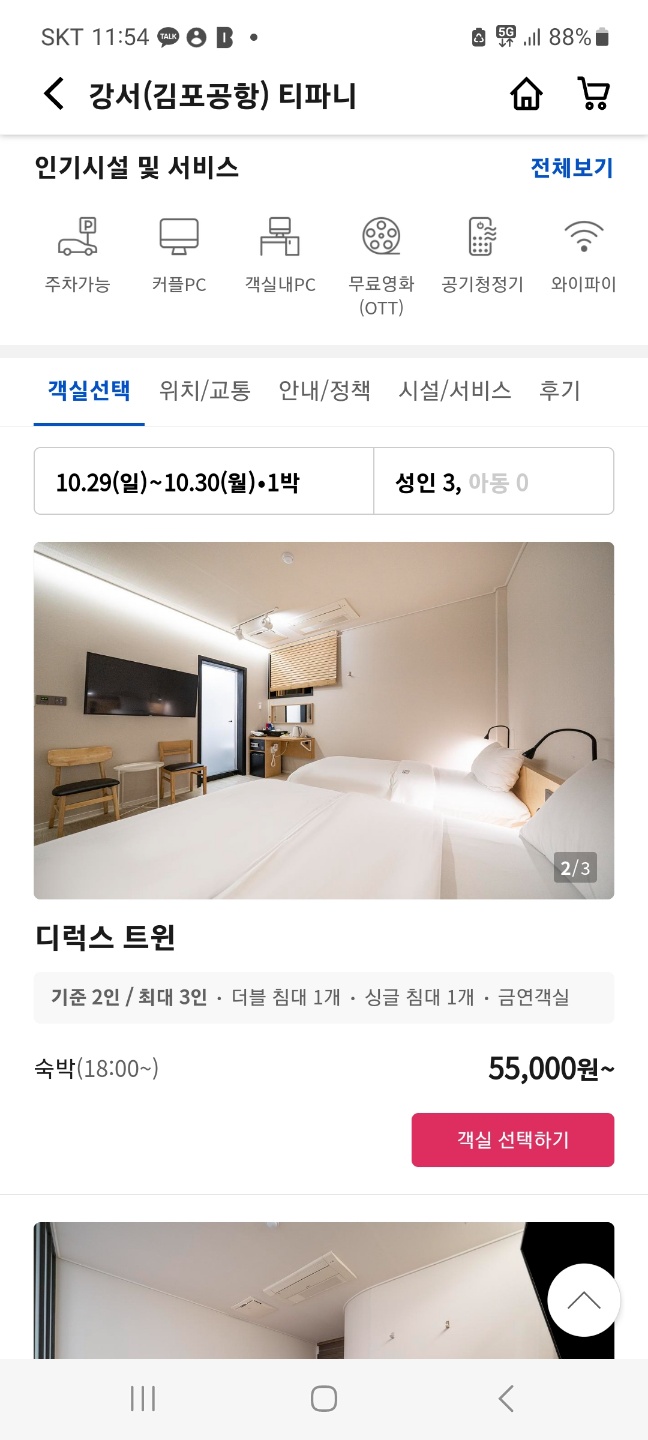 SKT 11:54 TALK B •
5G 88%
강서(김포공항) 티파니
인기시설 및 서비스 전체보기
P
주차가능 커플PC 객실내PC 무료영화 공기청정기 와이파이
(OTT)
객실선택 위치/교통 안내/정책 시설/서비스 후기
10.29(일)~10.30(월)•1박 성인 3, 아동 0
2/3
디럭스 트윈
기준 2인 / 최대 3인 · 더블 침대 1개 · 싱글 침대 1개 · 금연객실
숙박(18:00~) 55,000원~
객실 선택하기